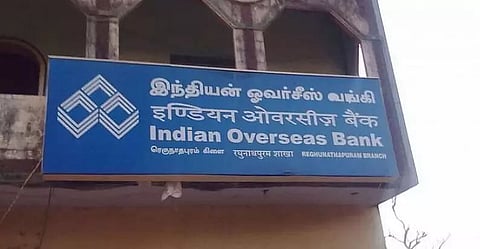 இந்தியன் ஓவர்சீஸ் வங்கி
इण्डियन ओवरसीज़ बैंक
Indian Overseas Bank
ரெகுநாதபுரம் கிளை रघुनाथपुरम शाखा REGHUNATHAPURAM BRANCH